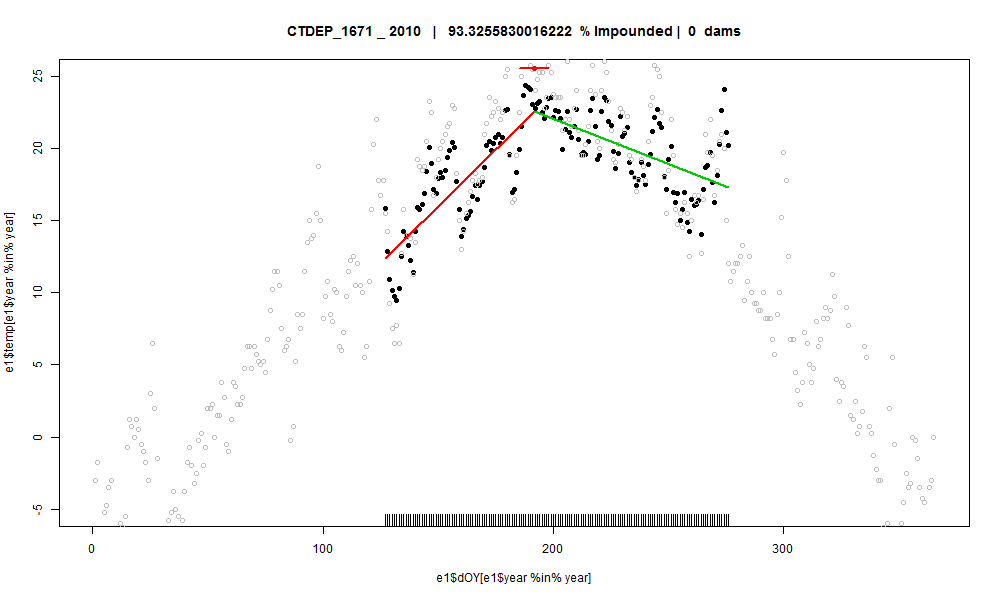 CTDEP_1671 _ 2010 | 93.3255830016222 % Impounded | 0 dams
e1$temp[e1$year %in% year]
25
20
15
10
5
0
-5
0 100 200 300
e1$dOY[e1$year %in% year]